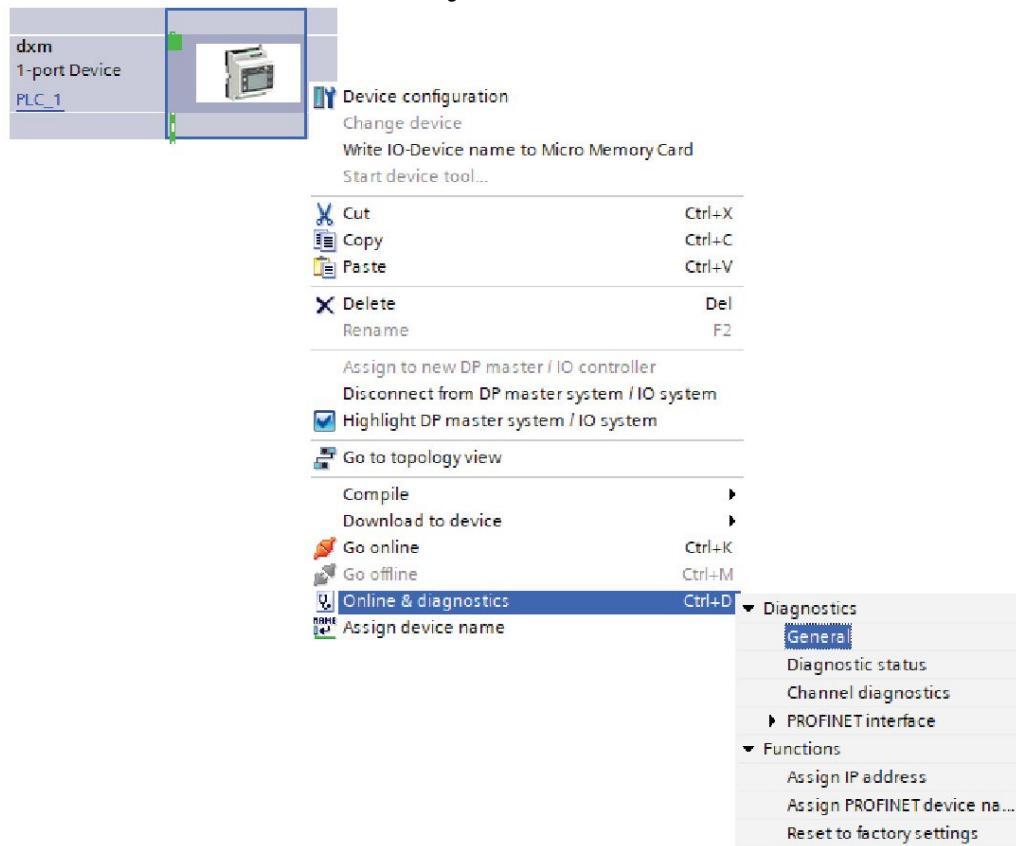 dxm
1-port Device
PLC_1
Device configuration
Change device
Write IO-Device name to Micro Memory Card
Start device tool...
Cut Ctrl+X
Copy Ctrl+C
Paste Ctrl+V
Delete Del
Rename F2
Assign to new DP master / IO controller
Disconnect from DP master system / IO system
Highlight DP master system / IO system
Go to topology view
Compile
Download to device
Go online Ctrl+K
Go offline Ctrl+M
Online & diagnostics Ctrl+D
NAME Assign device name
Diagnostics
General
Diagnostic status
Channel diagnostics
PROFINET interface
Functions
Assign IP address
Assign PROFINET device na...
Reset to factory settings